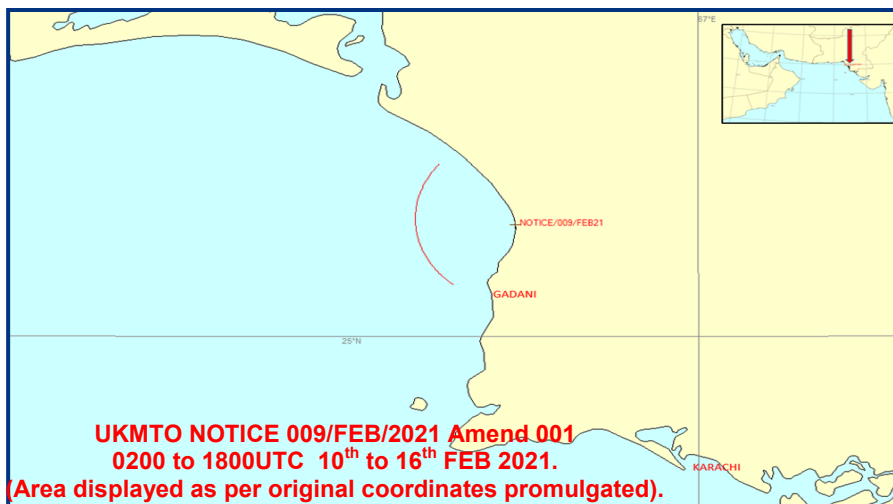 67°E
NOTICE/009/FEB21
GADANI
25°N
UKMTO NOTICE 009/FEB/2021 Amend 001
0200 to 1800UTC 10th to 16th FEB 2021.
KARACHI
(Area displayed as per original coordinates promulgated).